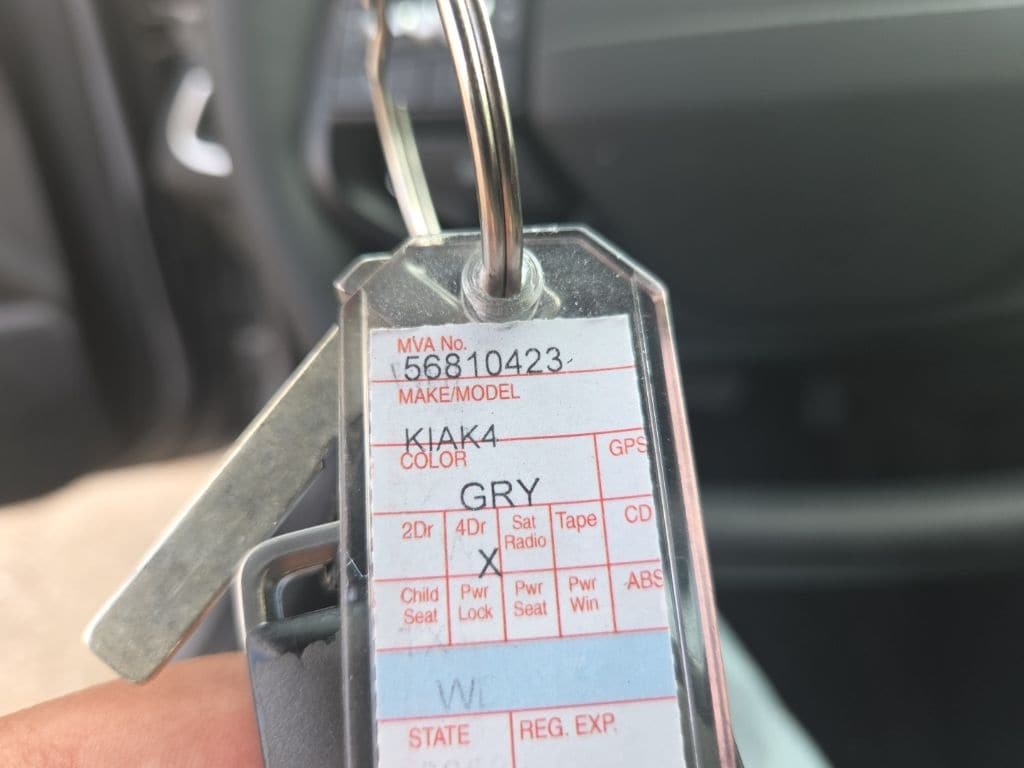 MVA No.
56810423
MAKE/MODEL
KIAK4
COLOR GPS
GRY
2Dr 4Dr Sat Radio Tape CD
X
Child Seat Pwr Lock Pwr Seat Pwr Win ABS
STATE REG. EXP.